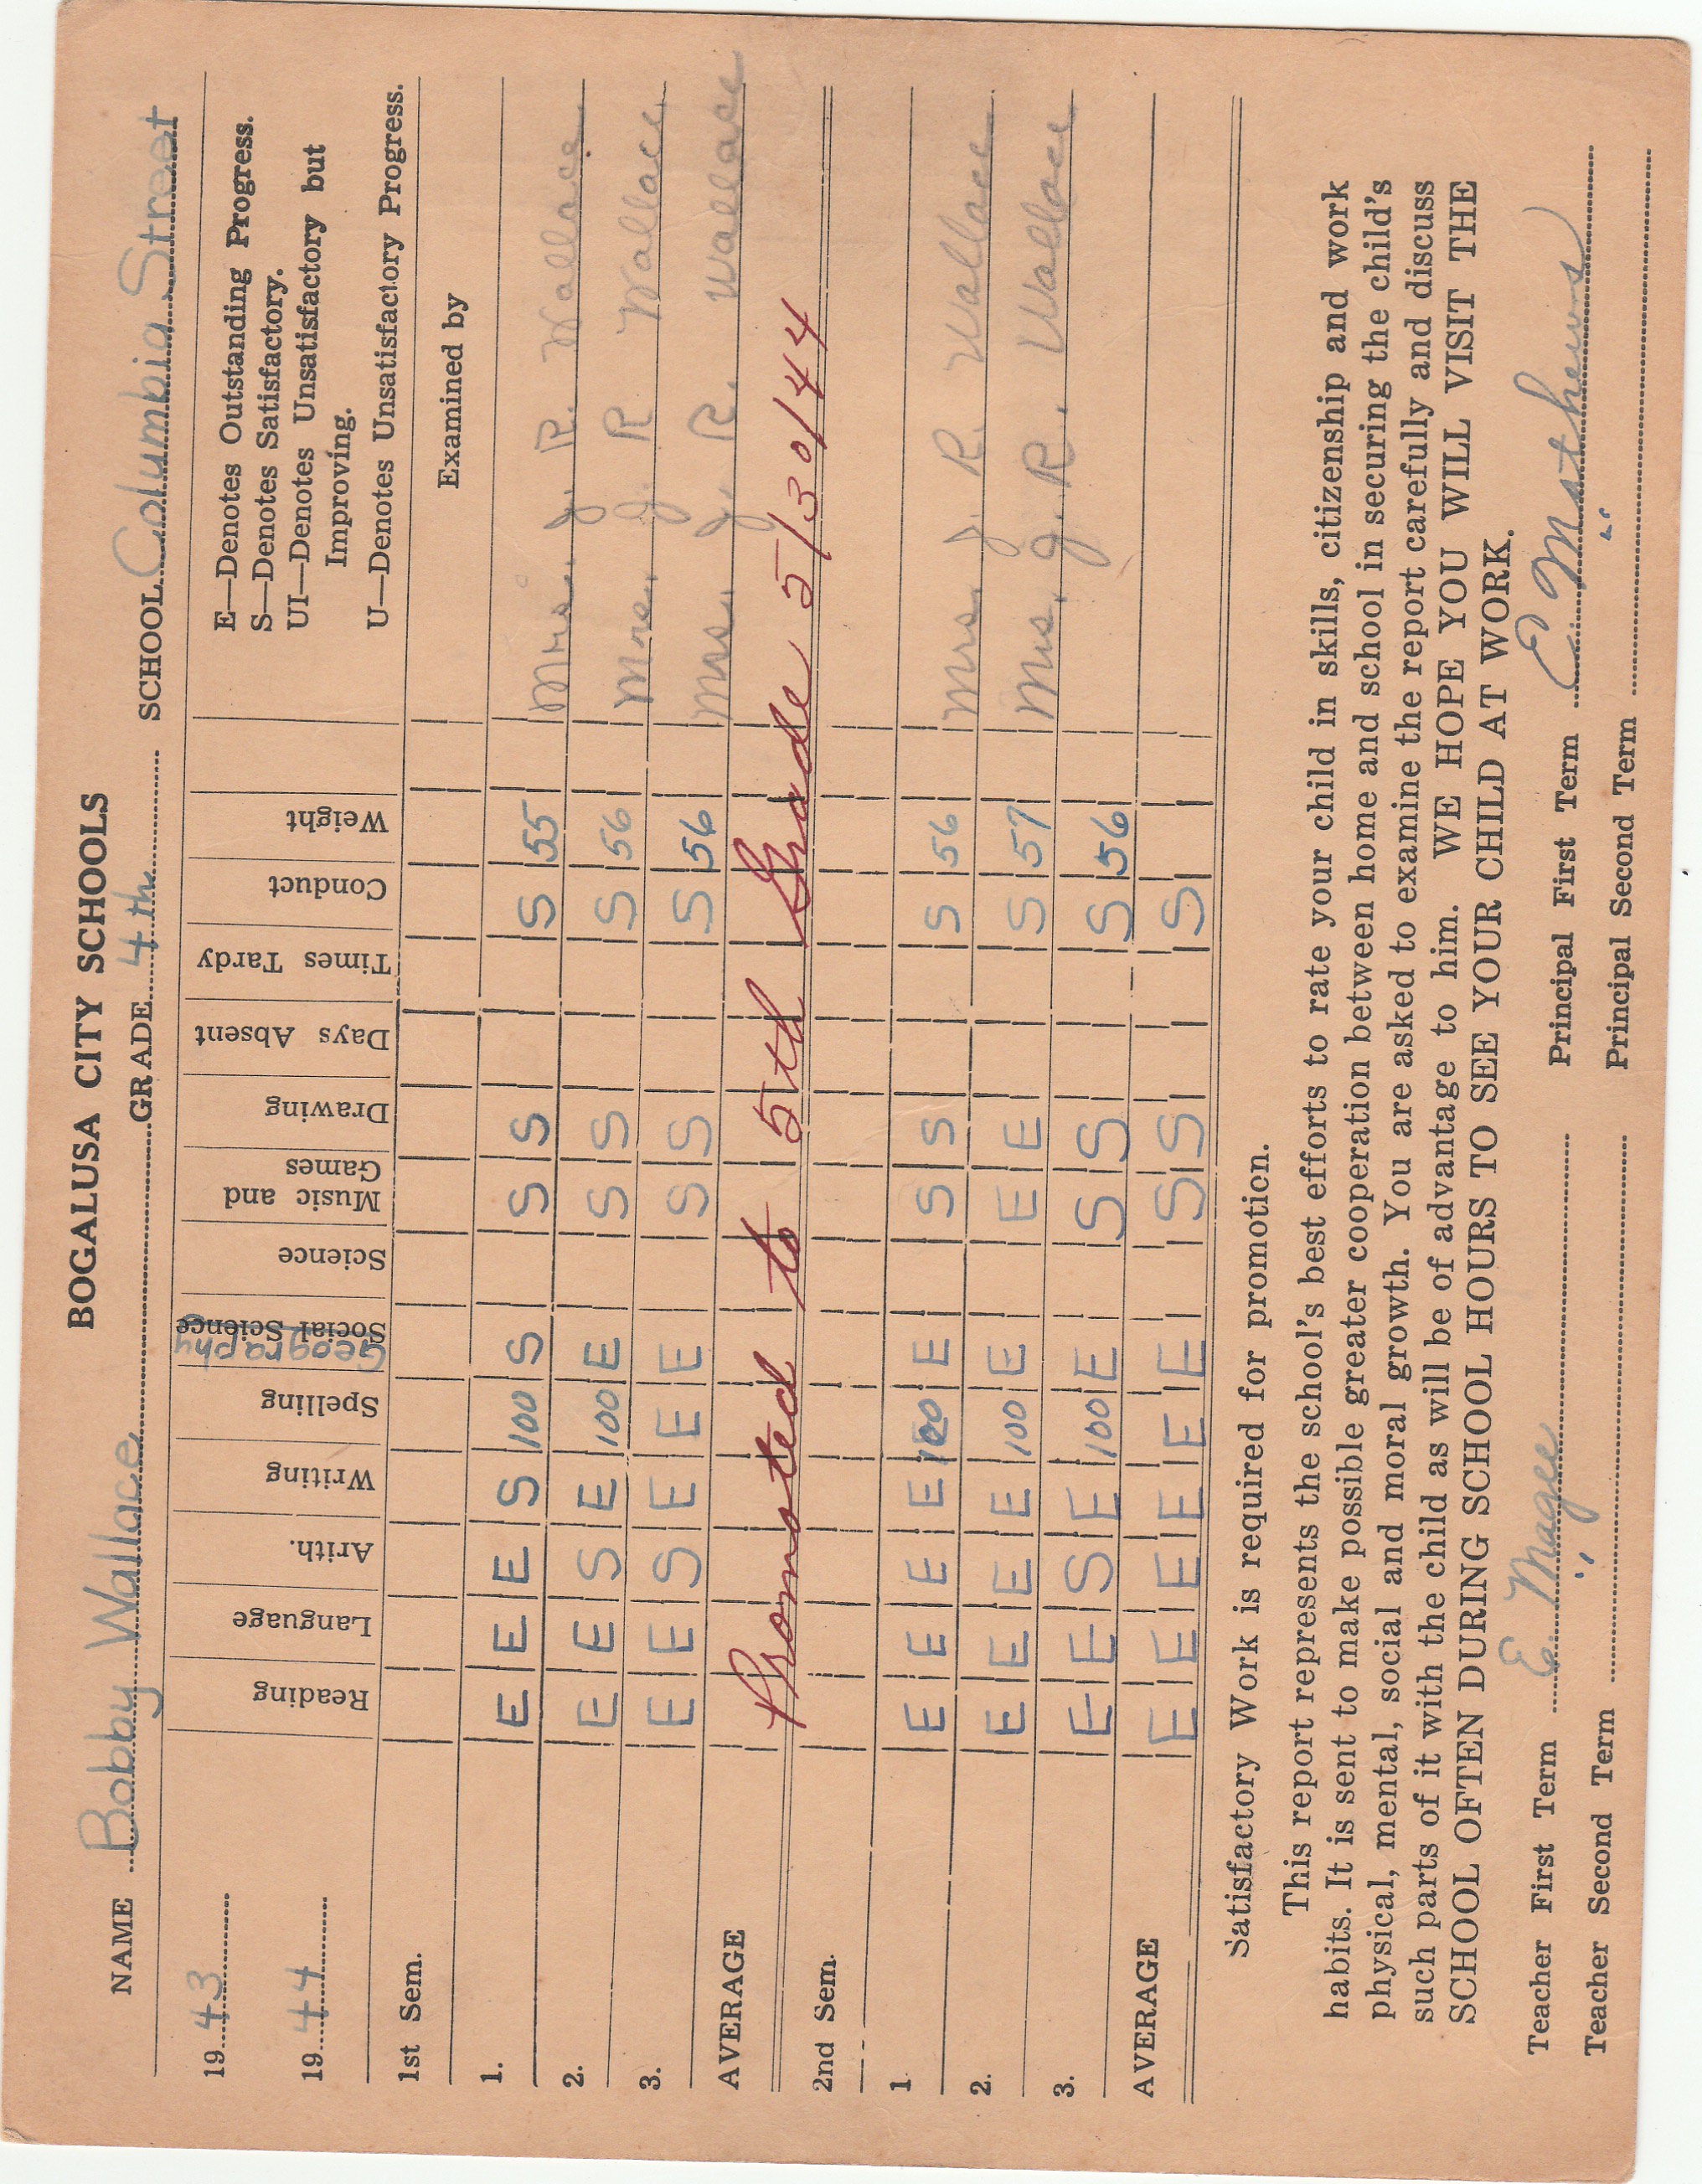 BOGALUSA CITY SCHOOLS
NAME Bobby Wallace GRADE 4th SCHOOL Columbia Street
19 43
19 44
Reading
Language
Arith.
Writing
Spelling
Geography
Social Science
Science
Music and
Games
Drawing
Days Absent
Times Tardy
Conduct
Weight
E—Denotes Outstanding Progress.
S—Denotes Satisfactory.
UI—Denotes Unsatisfactory but
Improving.
U—Denotes Unsatisfactory Progress.
1st Sem.
Examined by
1. E E E S 100 S S S S 55 Mrs. J. R. Wallace
2. E E S E 100 E S S S 56 Mrs. J. R Wallace
3. E E S E E E S S S 56 Mrs. J. R. Wallace
AVERAGE
Promoted to 5th Grade 5/30/44
2nd Sem.
1. E E E E 100 E S S S 56 Mrs. J. R. Wallace
2. E E E E 100 E E E S 57 Mrs. J. R. Wallace
3. E E S E 100 E S S S 56
AVERAGE E E E E E E S S S
Satisfactory Work is required for promotion.
This report represents the school's best efforts to rate your child in skills, citizenship and work
habits. It is sent to make possible greater cooperation between home and school in securing the child's
physical, mental, social and moral growth. You are asked to examine the report carefully and discuss
such parts of it with the child as will be of advantage to him. WE HOPE YOU WILL VISIT THE
SCHOOL OFTEN DURING SCHOOL HOURS TO SEE YOUR CHILD AT WORK.
Teacher First Term E. Magee Principal First Term E. Mathews
Teacher Second Term " Principal Second Term "